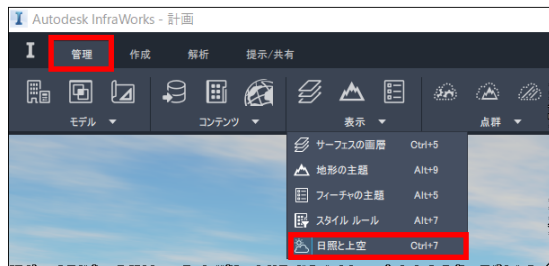 Autodesk InfraWorks - 計画
管理 作成 解析 提示/共有
モデル コンテンツ 表示 点群
サーフェスの画層 Ctrl+5
地形の主題 Alt+9
フィーチャの主題 Alt+5
スタイル ルール Alt+7
日照と上空 Ctrl+7